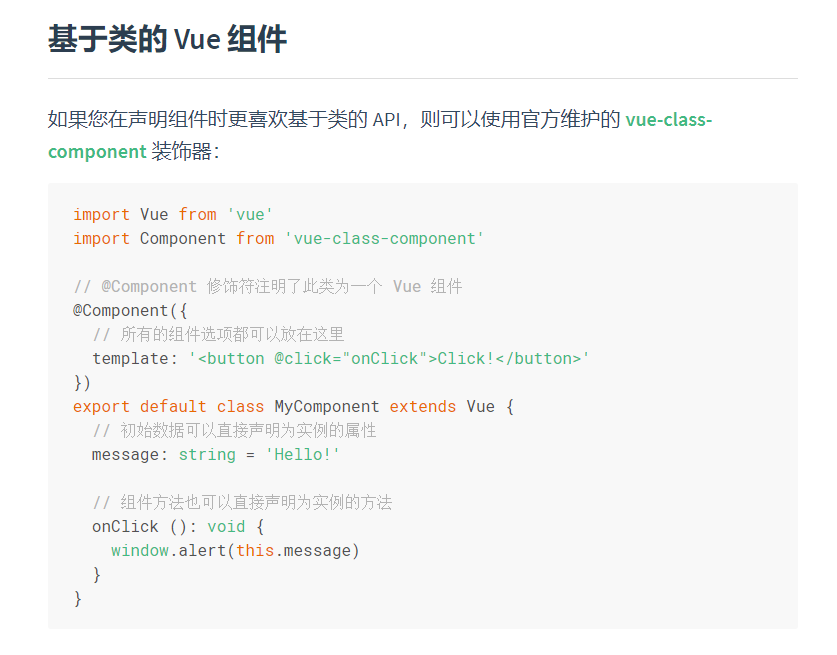 基于类的 Vue 组件
如果您在声明组件时更喜欢基于类的 API，则可以使用官方维护的 vue-class-
component 装饰器：
import Vue from 'vue'
import Component from 'vue-class-component'
// @Component 修饰符注明了此类为一个 Vue 组件
@Component({
  // 所有的组件选项都可以放在这里
  template: '<button @click="onClick">Click!</button>'
})
export default class MyComponent extends Vue {
  // 初始数据可以直接声明为实例的属性
  message: string = 'Hello!'
  // 组件方法也可以直接声明为实例的方法
  onClick (): void {
    window.alert(this.message)
  }
}